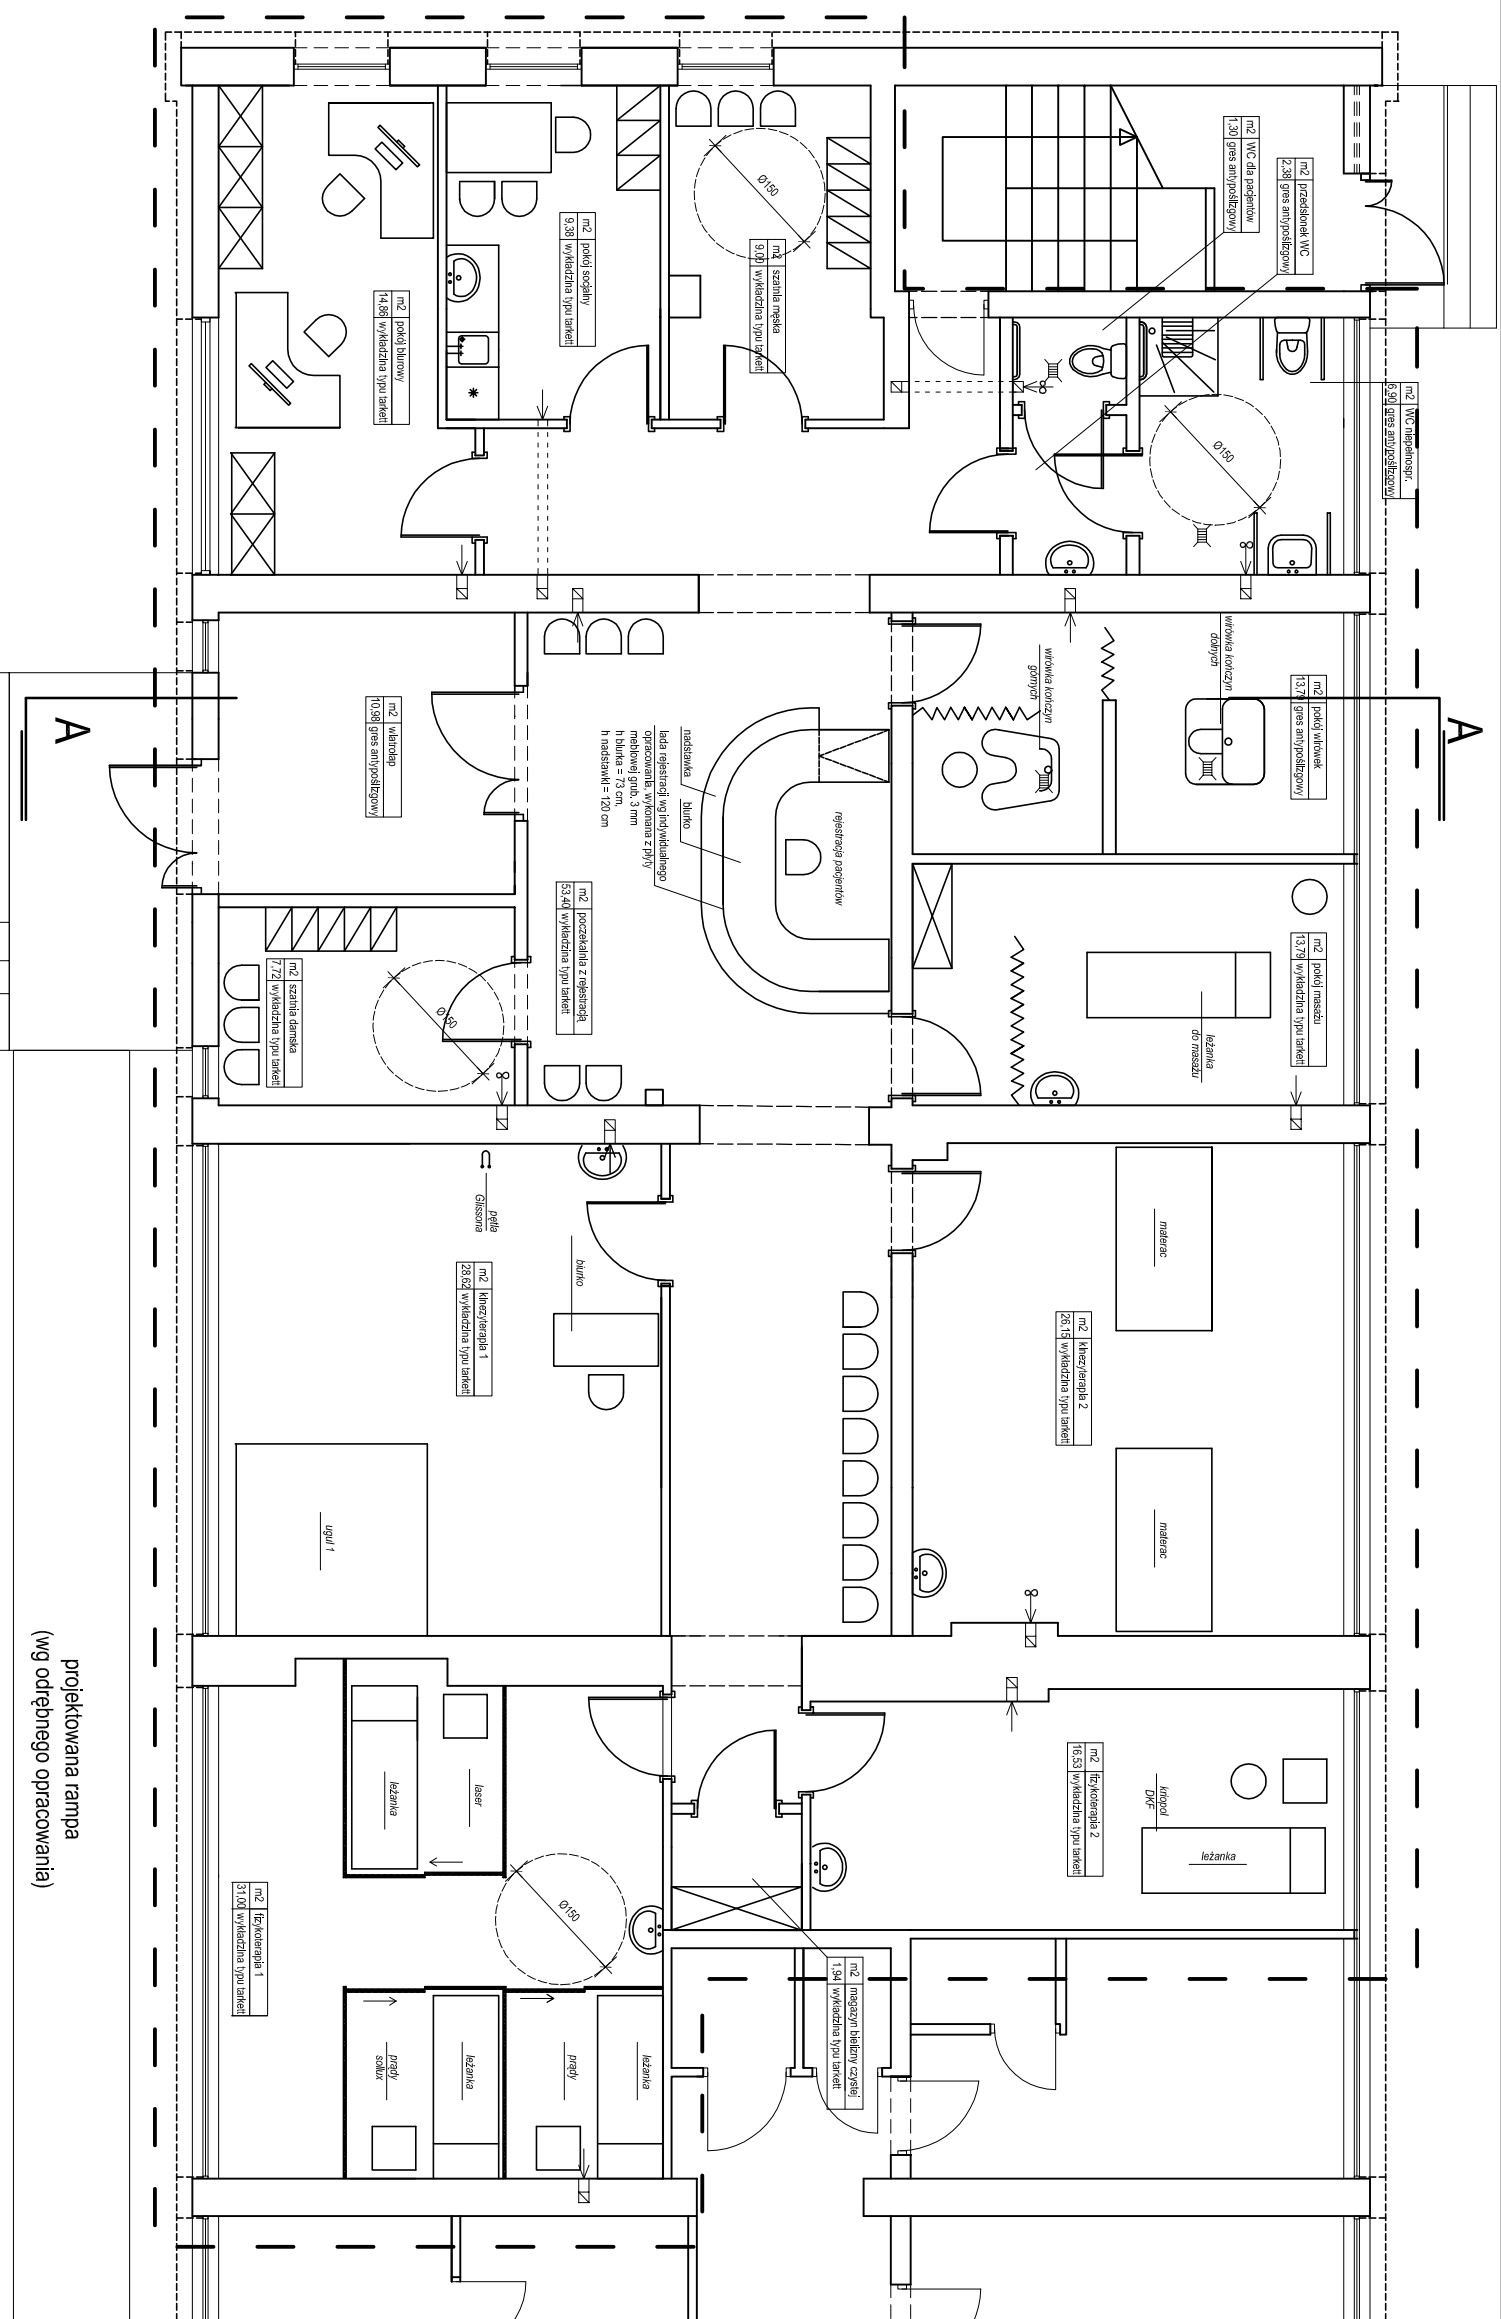 m2 WC dla pacjentów
1,30 gres antypoślizgowy
m2 przedsionek WC
2,38 gres antypoślizgowy
m2 WC niepełnospr.
6,90 gres antypoślizgowy
Ø150
m2 szatnia męska
9,00 wykładzina typu tarkett
Ø150
m2 pokój socjalny
9,38 wykładzina typu tarkett
m2 pokój biurowy
14,86 wykładzina typu tarkett
A
A
wirówka kończyn
dolnych
m2 pokój wirówek
13,79 gres antypoślizgowy
wirówka kończyn
górnych
rejestracja pacjentów
nadstawka
biurko
lada rejestracji wg indywidualnego
opracowania, wykonana z płyty
meblowej grub. 3 mm
h biurka = 73 cm,
h nadstawki = 120 cm
m2 wiatrołap
10,98 gres antypoślizgowy
m2 poczekalnia z rejestracją
53,40 wykładzina typu tarkett
m2 pokój masażu
13,79 wykładzina typu tarkett
leżanka
do masażu
m2 szatnia damska
7,72 wykładzina typu tarkett
Ø150
pętla
Glissona
biurko
m2 kinezyterapia 1
28,62 wykładzina typu tarkett
ugul 1
materac
m2 kinezyterapia 2
26,15 wykładzina typu tarkett
materac
leżanka
laser
m2 fizykoterapia 2
16,53 wykładzina typu tarkett
kriopol
DKF
leżanka
Ø150
m2 fizykoterapia 1
31,00 wykładzina typu tarkett
m2 magazyn bielizny czystej
1,94 wykładzina typu tarkett
prądy
sollux
leżanka
prądy
leżanka
projektowana rampa
(wg odrębnego opracowania)